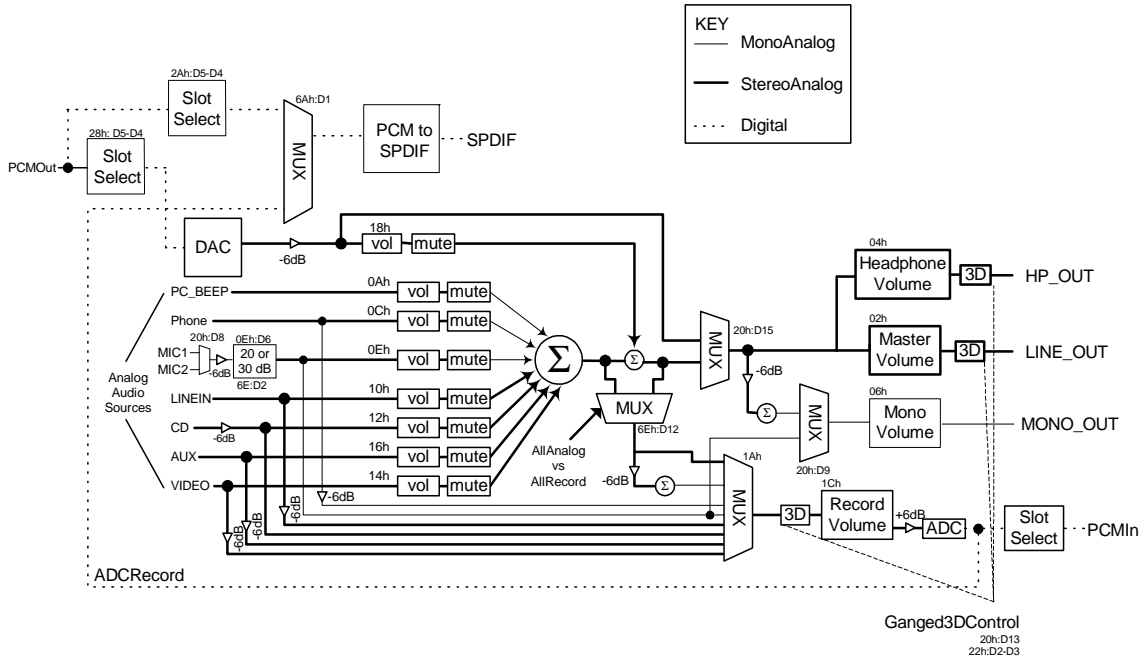 KEY
MonoAnalog
StereoAnalog
Digital
2Ah:D5-D4
Slot
Select
6Ah:D1
MUX
PCM to
SPDIF
SPDIF
28h: D5-D4
PCMOut
Slot
Select
DAC
-6dB
18h
vol
mute
04h
Headphone
Volume
3D
HP_OUT
PC_BEEP
0Ah
vol
mute
Phone
0Ch
vol
mute
20h:D8
MIC1
MIC2
-6dB
0Eh:D6
20 or
30 dB
6E:D2
0Eh
vol
mute
Σ
Σ
MUX
20h:D15
02h
Master
Volume
3D
LINE_OUT
Analog
Audio
Sources
LINEIN
10h
vol
mute
CD
-6dB
12h
vol
mute
AUX
16h
vol
mute
VIDEO
14h
vol
mute
MUX
6Eh:D12
AllAnalog
vs
AllRecord
-6dB
Σ
MUX
20h:D9
06h
Mono
Volume
MONO_OUT
-6dB
-6dB
-6dB
-6dB
-6dB
Σ
1Ah
MUX
3D
1Ch
Record
Volume
+6dB
ADC
Slot
Select
PCMIn
ADCRecord
Ganged3DControl
20h:D13
22h:D2-D3